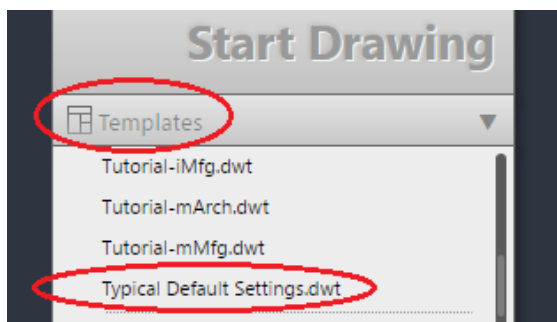 Start Drawing
Templates
Tutorial-iMfg.dwt
Tutorial-mArch.dwt
Tutorial-mMfg.dwt
Typical Default Settings.dwt